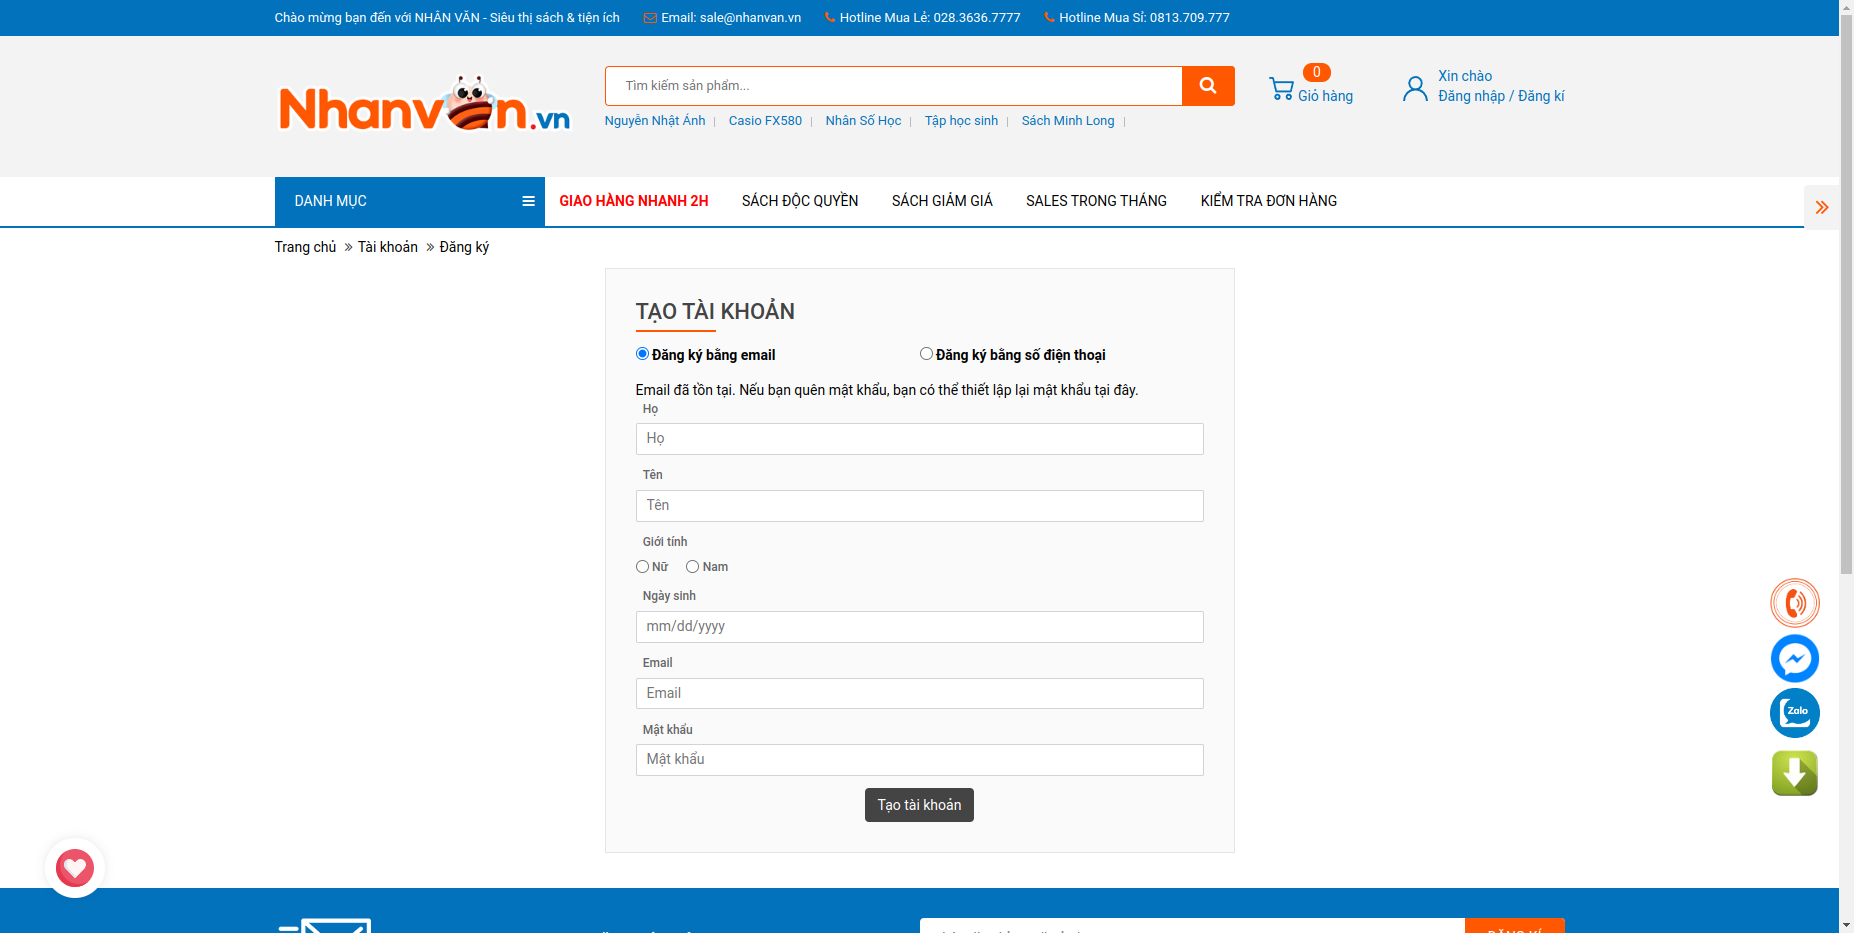 Chào mừng bạn đến với NHÂN VĂN - Siêu thị sách & tiện ích Email: sale@nhanvan.vn Hotline Mua Lẻ: 028.3636.7777 Hotline Mua Sỉ: 0813.709.777
Nhanvăn.vn
Tìm kiếm sản phẩm...
0
Giỏ hàng
Xin chào
Đăng nhập / Đăng kí
Nguyễn Nhật Ánh Casio FX580 Nhân Số Học Tập học sinh Sách Minh Long
DANH MỤC GIAO HÀNG NHANH 2H SÁCH ĐỘC QUYỀN SÁCH GIẢM GIÁ SALES TRONG THÁNG KIỂM TRA ĐƠN HÀNG
Trang chủ » Tài khoản » Đăng ký
TẠO TÀI KHOẢN
Đăng ký bằng email Đăng ký bằng số điện thoại
Email đã tồn tại. Nếu bạn quên mật khẩu, bạn có thể thiết lập lại mật khẩu tại đây.
Họ
Họ
Tên
Tên
Giới tính
Nữ Nam
Ngày sinh
mm/dd/yyyy
Email
Email
Mật khẩu
Mật khẩu
Tạo tài khoản
Zalo